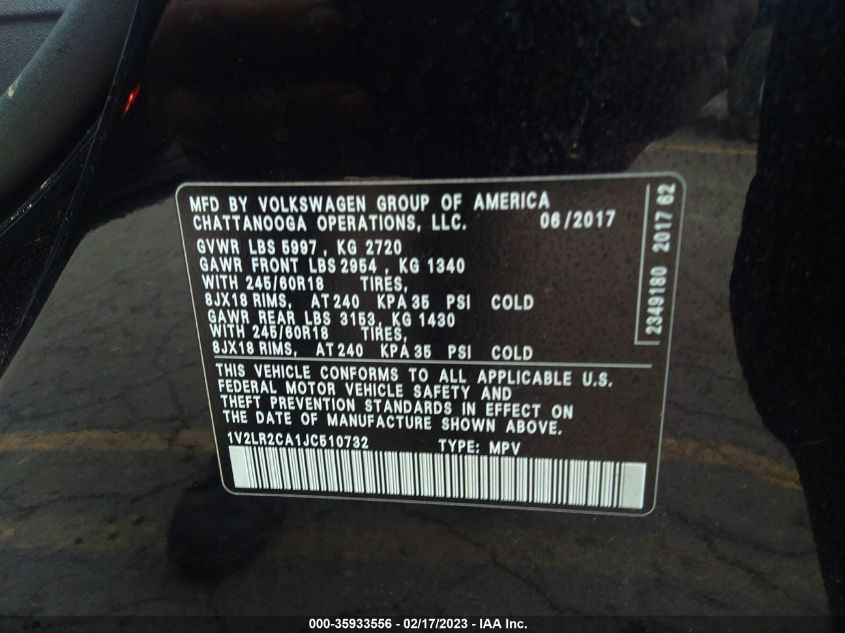 MFD BY VOLKSWAGEN GROUP OF AMERICA
CHATTANOOGA OPERATIONS, LLC. 06/2017
GVWR LBS 5997 , KG 2720
GAWR FRONT LBS 2954 , KG 1340
WITH 245/60R18 TIRES,
8JX18 RIMS, AT 240 KPA 35 PSI COLD
GAWR REAR LBS 3153, KG 1430
WITH 245/60R18 TIRES,
8JX18 RIMS, AT 240 KPA 35 PSI COLD
THIS VEHICLE CONFORMS TO ALL APPLICABLE U.S.
FEDERAL MOTOR VEHICLE SAFETY AND
THEFT PREVENTION STANDARDS IN EFFECT ON
THE DATE OF MANUFACTURE SHOWN ABOVE.
1V2LR2CA1JC510732 TYPE: MPV
2349180 2017 62
000-35933556 - 02/17/2023 - IAA Inc.